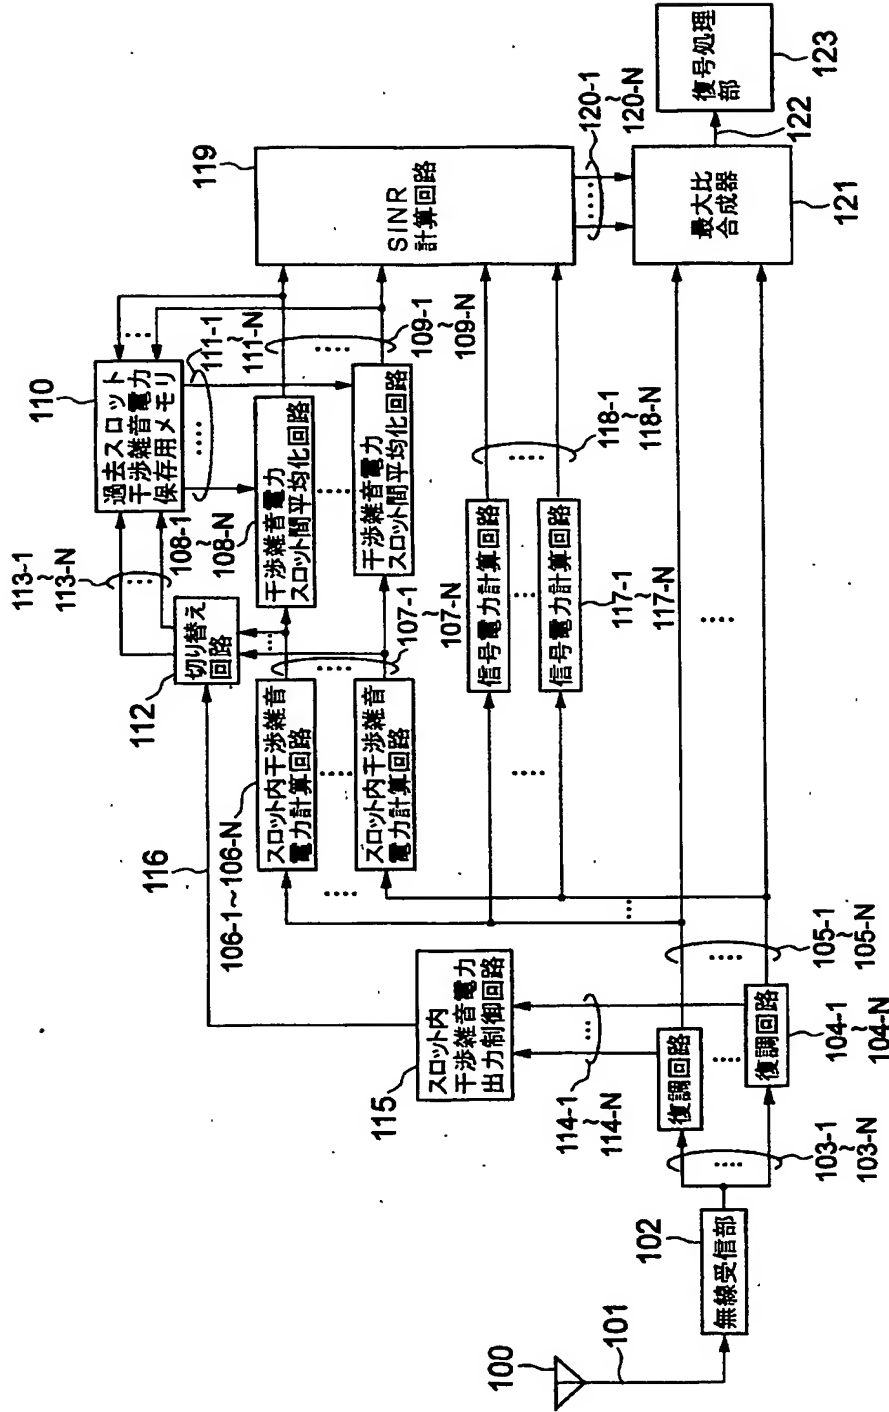 100
101
102
無線受信部
103-1
~103-N
復調回路
復調回路
104-1
~104-N
105-1
~105-N
114-1
~114-N
115
スロット内
干渉雑音電力
出力制御回路
116
106-1~106-N
スロット内干渉雑音
電力計算回路
スロット内干渉雑音
電力計算回路
107-1
~107-N
112
切り替え
回路
113-1
~113-N
110
過去スロット
干渉雑音電力
保存用メモリ
111-1
~111-N
108-1
~108-N
干渉雑音電力
スロット間平均化回路
干渉雑音電力
スロット間平均化回路
109-1
~109-N
信号電力計算回路
信号電力計算回路
117-1
~117-N
118-1
~118-N
119
SINR
計算回路
120-1
~120-N
最大比
合成器
121
122
復号処理
部
123